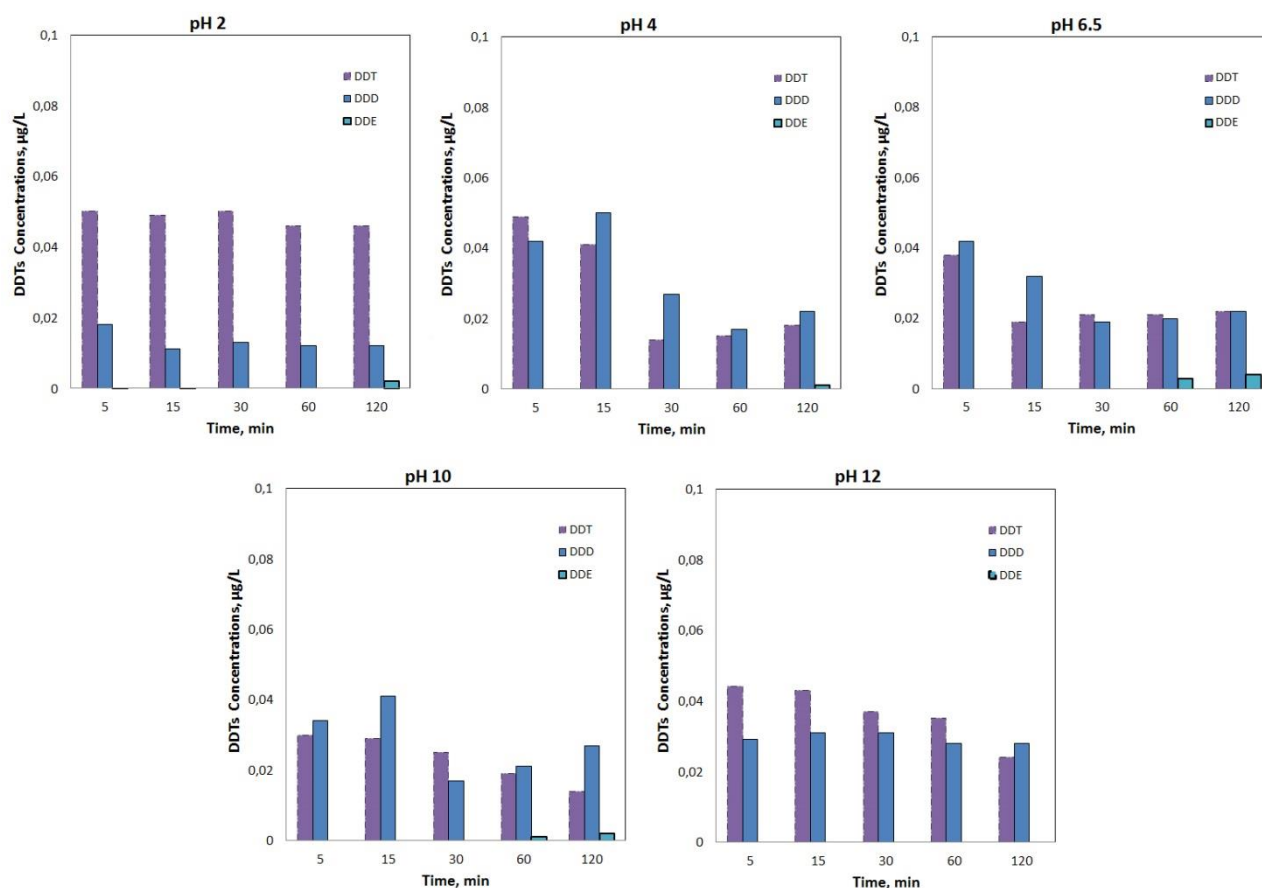 pH 2
0,1
0,08
0,06
0,04
0,02
0
DDTs Concentrations, µg/L
DDT
DDD
DDE
5 15 30 60 120
Time, min
pH 4
0,1
0,08
0,06
0,04
0,02
0
DDTs Concentrations, µg/L
DDT
DDD
DDE
5 15 30 60 120
Time, min
pH 6.5
0,1
0,08
0,06
0,04
0,02
0
DDTs Concentrations, µg/L
DDT
DDD
DDE
5 15 30 60 120
Time, min
pH 10
0,1
0,08
0,06
0,04
0,02
0
DDTs Concentrations, µg/L
DDT
DDD
DDE
5 15 30 60 120
Time, min
pH 12
0,1
0,08
0,06
0,04
0,02
0
DDTs Concentrations, µg/L
DDT
DDD
DDE
5 15 30 60 120
Time, min